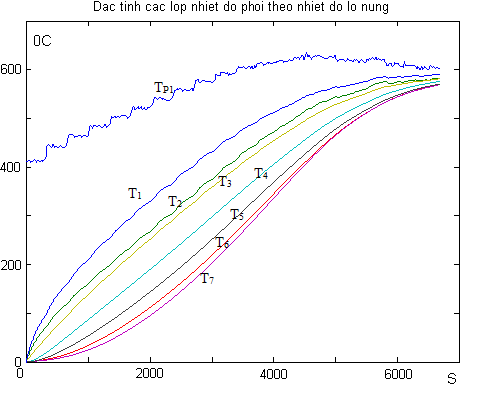 Dac tinh cac lop nhiet do phoi theo nhiet do lo nung
0C
600
TP1
400
T1
T2
T3
T4
T5
T6
200
T7
0
0
2000
4000
6000
S